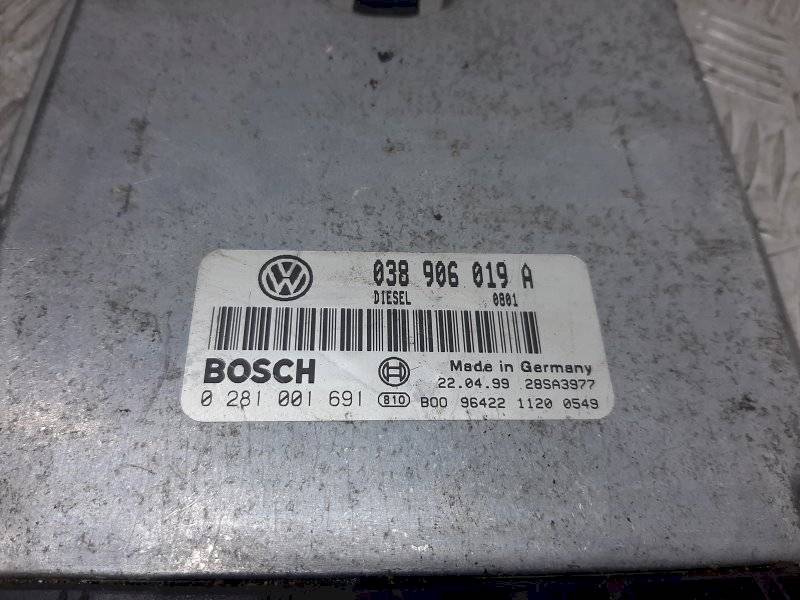 038 906 019 A
DIESEL 0801
BOSCH Made in Germany
22.04.99 28SA3977
0 281 001 691 810 B00 96422 1120 0549